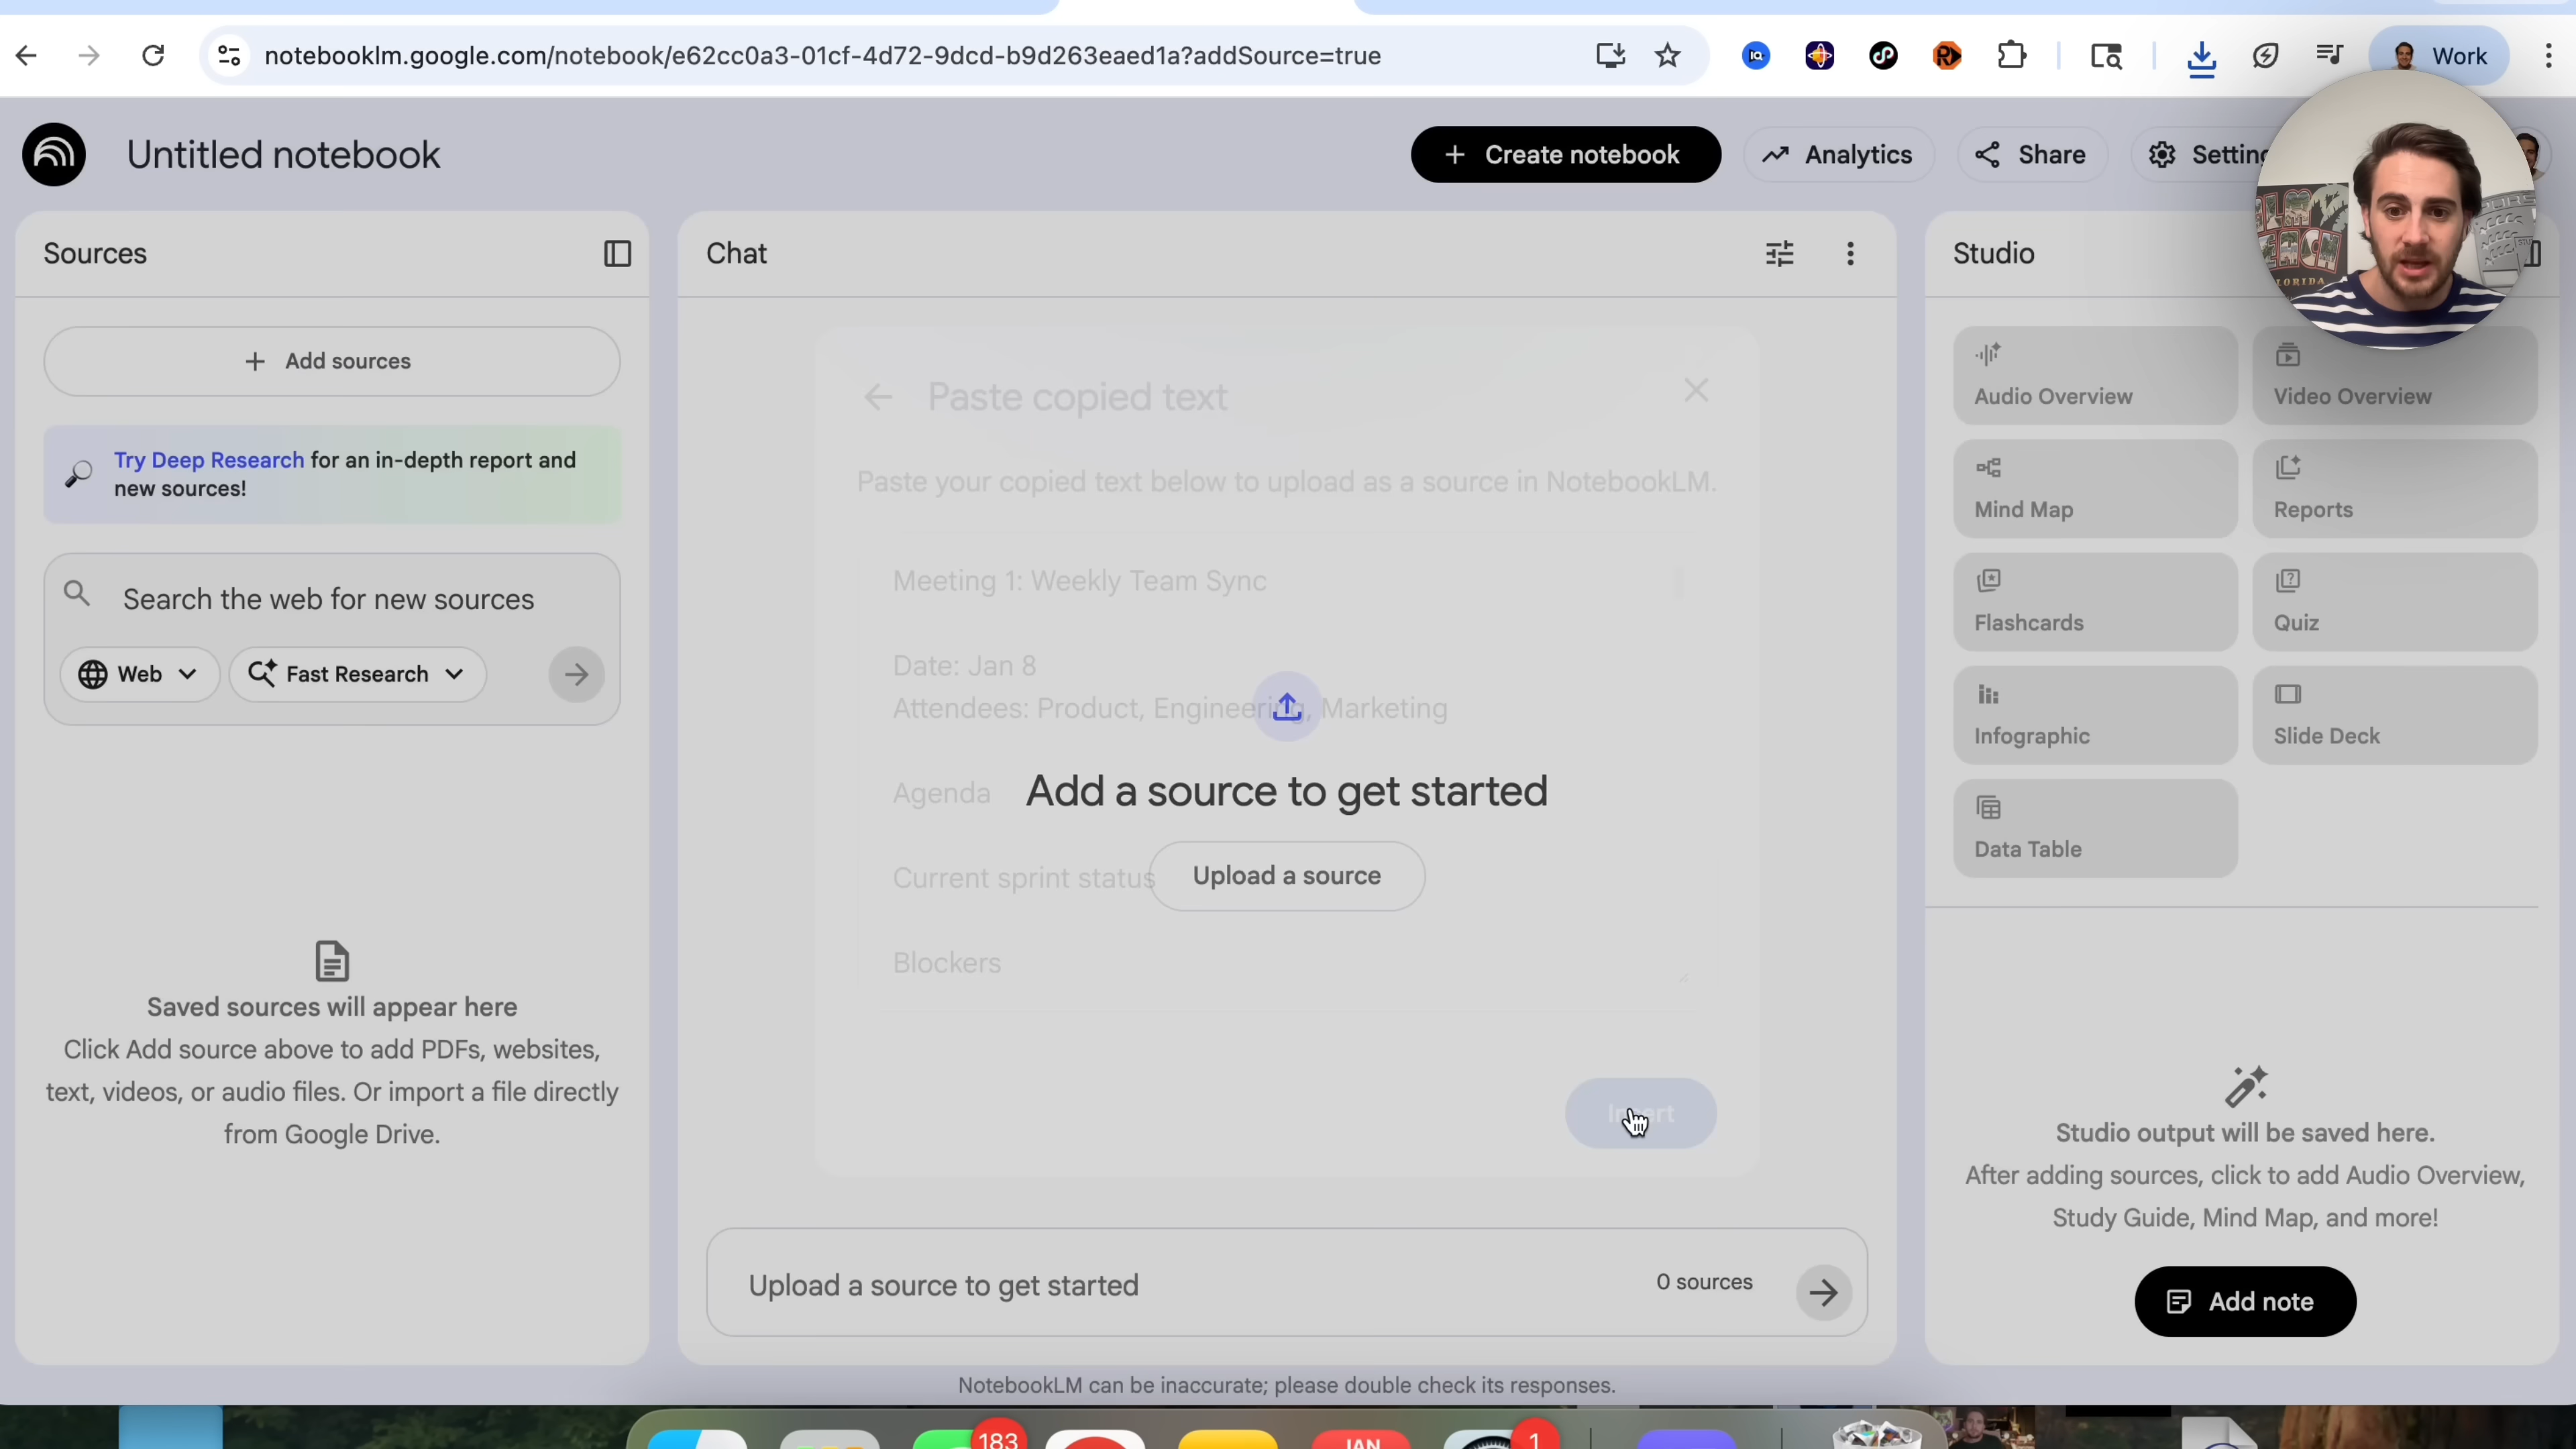 notebooklm.google.com/notebook/e62cc0a3-01cf-4d72-9dcd-b9d263eaed1a?addSource=true
Work
Untitled notebook
Create notebook
Analytics
Share
Sources
Chat
Studio
Add sources
Try Deep Research for an in-depth report and
new sources!
Search the web for new sources
Web
Fast Research
Saved sources will appear here
Click Add source above to add PDFs, websites,
text, videos, or audio files. Or import a file directly
from Google Drive.
Paste copied text
Paste your copied text below to upload as a source in NotebookLM.
Meeting 1: Weekly Team Sync
Date: Jan 8
Attendees: Product, Engineering, Marketing
Agenda
Add a source to get started
Current sprint status
Upload a source
Blockers
Insert
Upload a source to get started
0 sources
NotebookLM can be inaccurate; please double check its responses.
Audio Overview
Video Overview
Mind Map
Reports
Flashcards
Quiz
Infographic
Slide Deck
Data Table
Studio output will be saved here.
After adding sources, click to add Audio Overview,
Study Guide, Mind Map, and more!
Add note
183
JAN
1